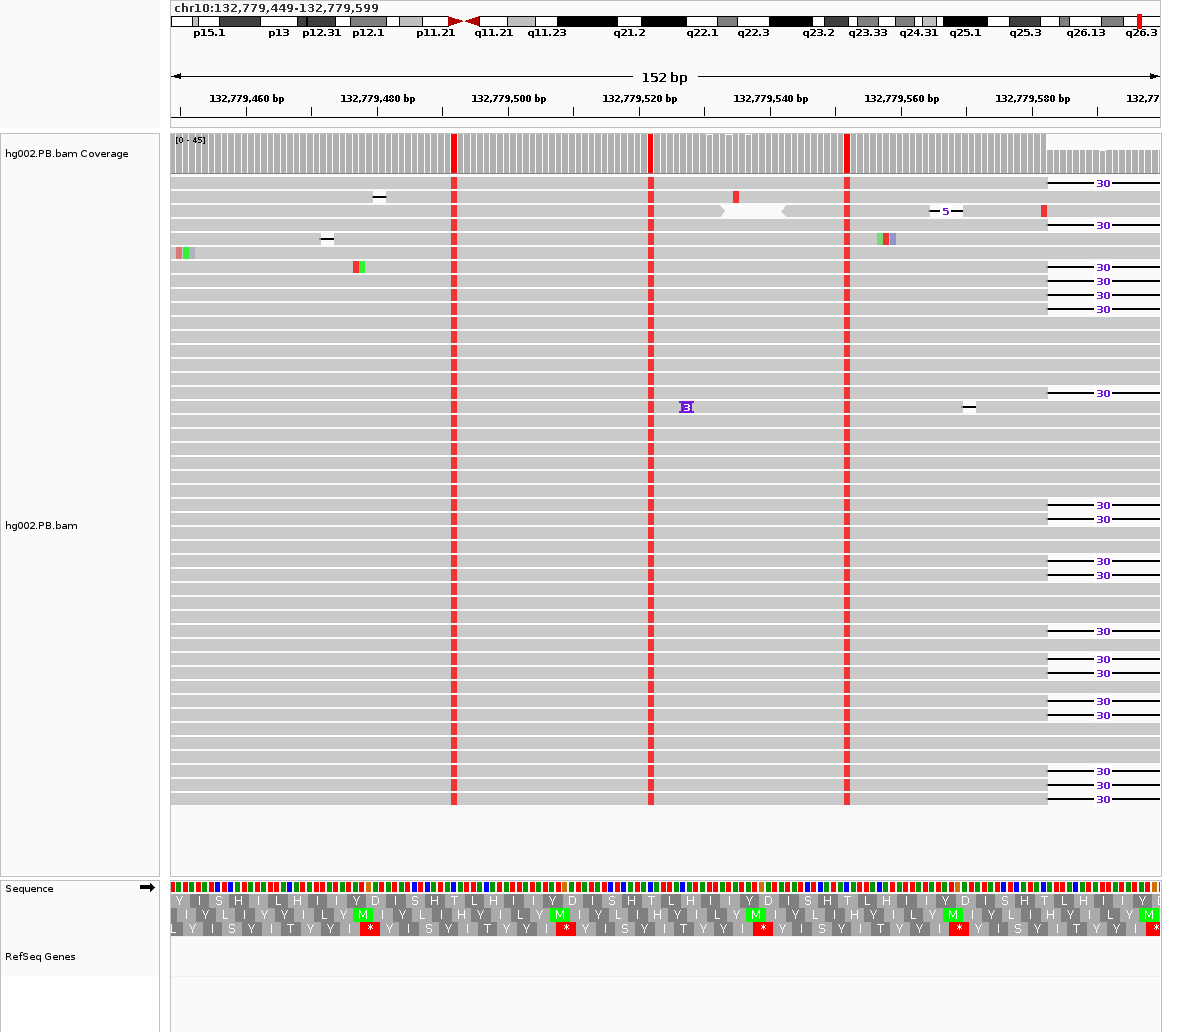 chr10:132,779,449-132,779,599
p15.1 p13 p12.31 p12.1 p11.21 q11.21 q11.23 q21.2 q22.1 q22.3 q23.2 q23.33 q24.31 q25.1 q25.3 q26.13 q26.3
152 bp
132,779,460 bp 132,779,480 bp 132,779,500 bp 132,779,520 bp 132,779,540 bp 132,779,560 bp 132,779,580 bp 132,77
[0 - 45]
hg002.PB.bam Coverage
30
5
30
30
30
30
30
30
3
30
30
hg002.PB.bam
30
30
30
30
30
30
30
30
30
30
Sequence
Y I S H I L H I I Y D I S H T L H I I Y D I S H T L H I I Y D I S H T L H I I Y D I S H T L H I I Y
I Y L I Y Y I L Y M I Y L I H Y I L Y M I Y L I H Y I L Y M I Y L I H Y I L Y M I Y L I H Y I L Y M
L Y I S Y I T Y Y I * Y I S Y I T Y Y I * Y I S Y I T Y Y I * Y I S Y I T Y Y I * Y I S Y I T Y Y I *
RefSeq Genes